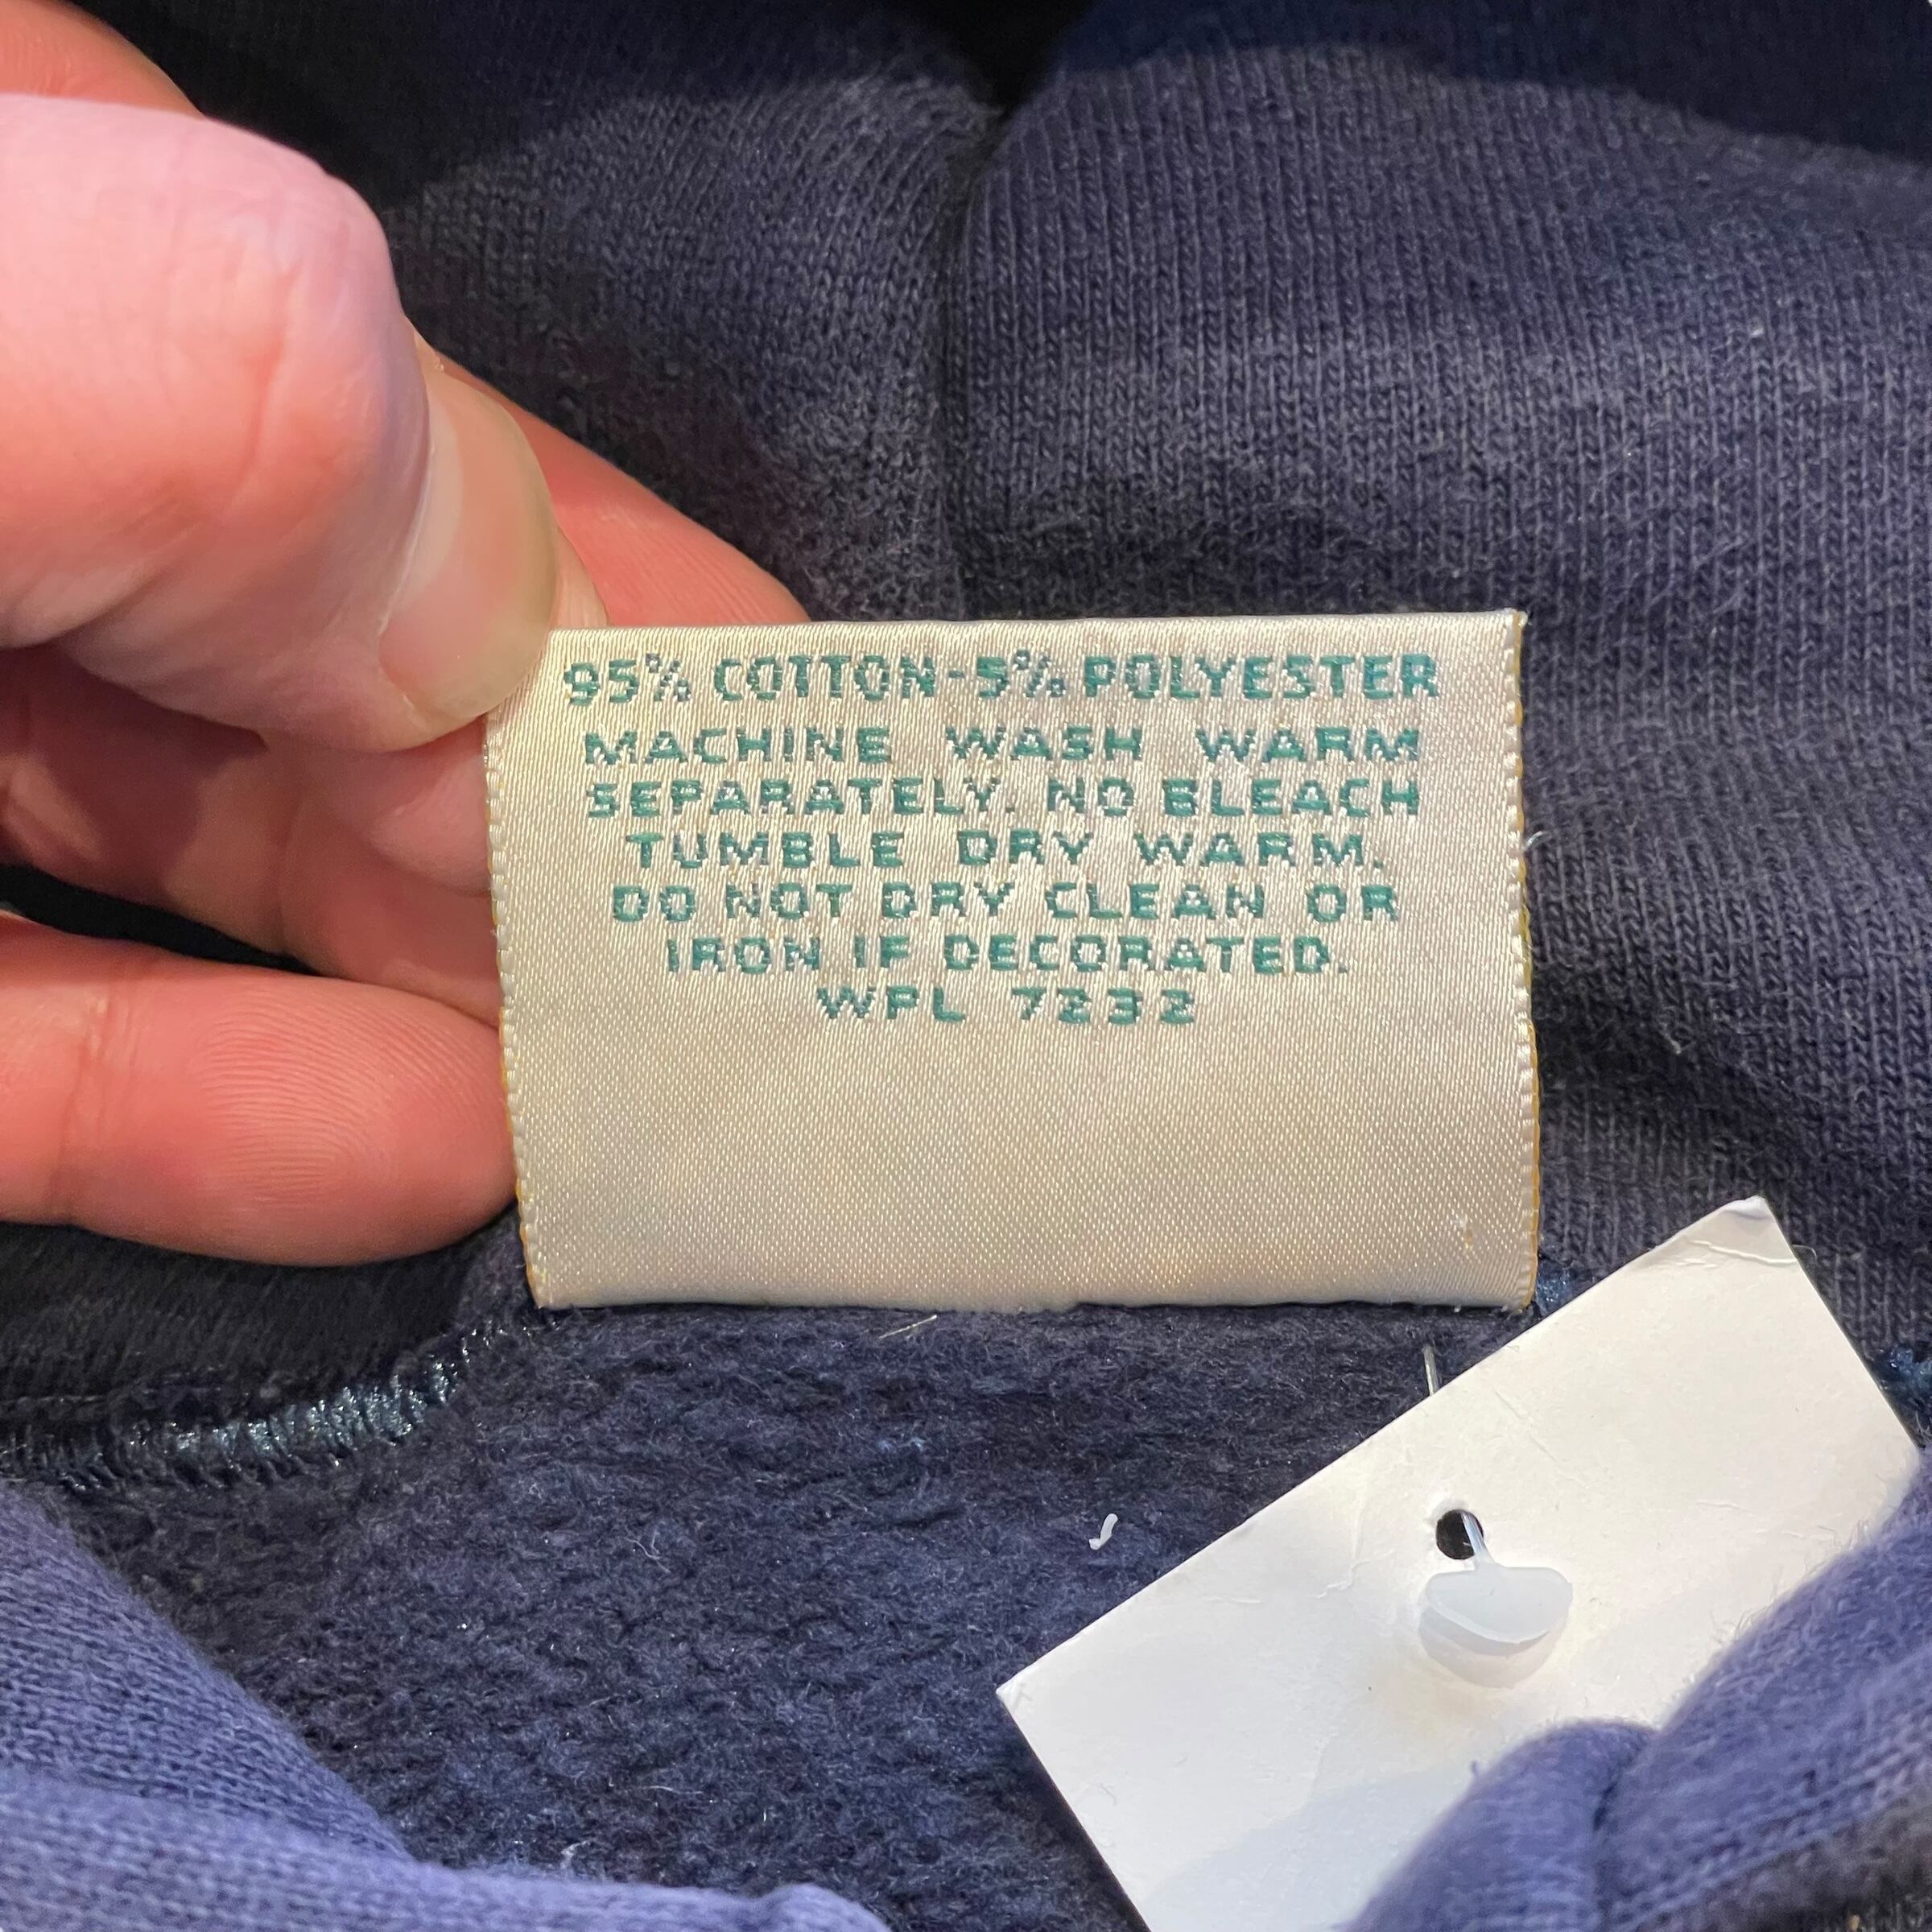 95% COTTON-5% POLYESTER
MACHINE WASH WARM
SEPARATELY. NO BLEACH
TUMBLE DRY WARM.
DO NOT DRY CLEAN OR
IRON IF DECORATED.
WPL 7232